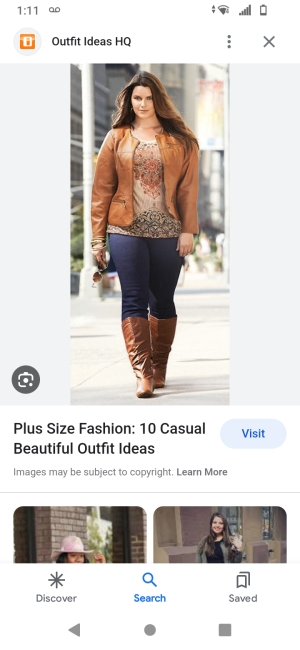 1:11
Outfit Ideas HQ
Plus Size Fashion: 10 Casual
Beautiful Outfit Ideas
Visit
Images may be subject to copyright. Learn More
Discover
Search
Saved